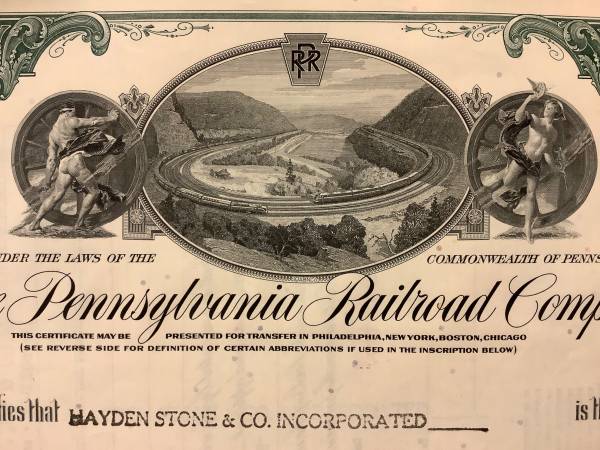 PRR
DER THE LAWS OF THE COMMONWEALTH OF PENNS
e Pennsylvania Railroad Comp
THIS CERTIFICATE MAY BE PRESENTED FOR TRANSFER IN PHILADELPHIA, NEW YORK, BOSTON, CHICAGO
(SEE REVERSE SIDE FOR DEFINITION OF CERTAIN ABBREVIATIONS IF USED IN THE INSCRIPTION BELOW)
fies that HAYDEN STONE & CO. INCORPORATED is th